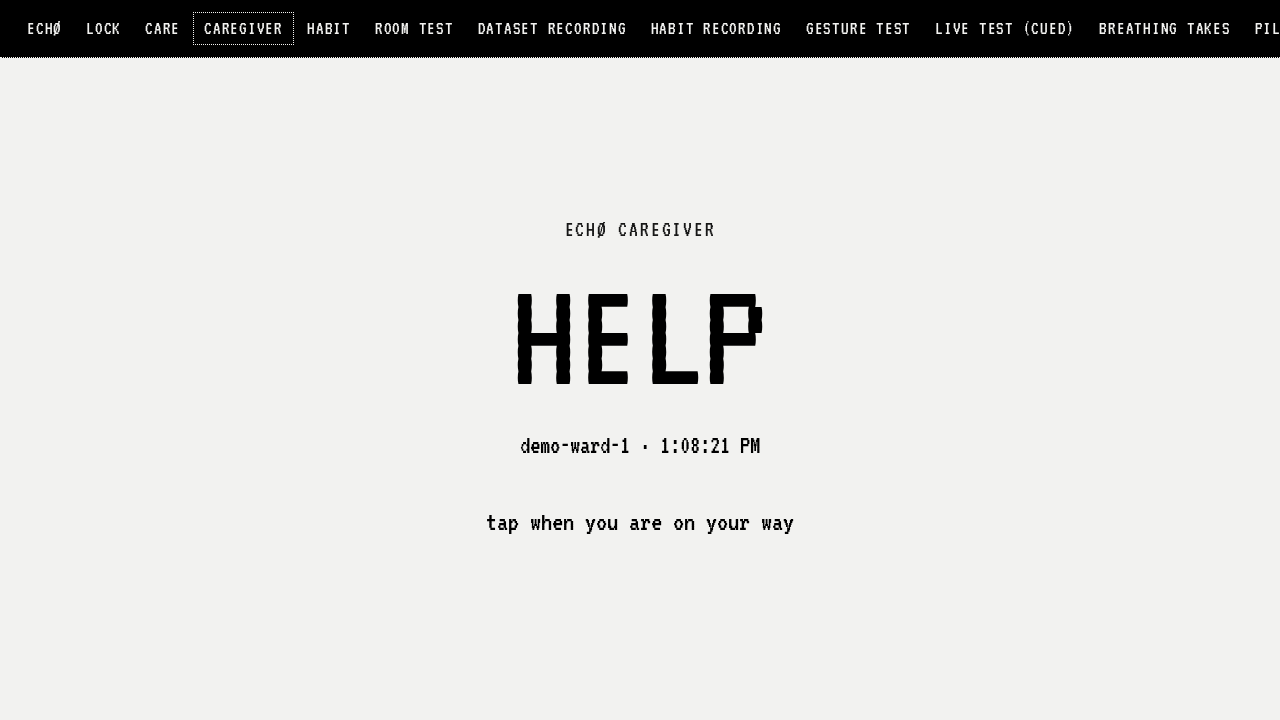 ECHØ LOCK CARE CAREGIVER HABIT ROOM TEST DATASET RECORDING HABIT RECORDING GESTURE TEST LIVE TEST (CUED) BREATHING TAKES
ECHØ CAREGIVER
HELP
demo-ward-1 · 1:08:21 PM
tap when you are on your way